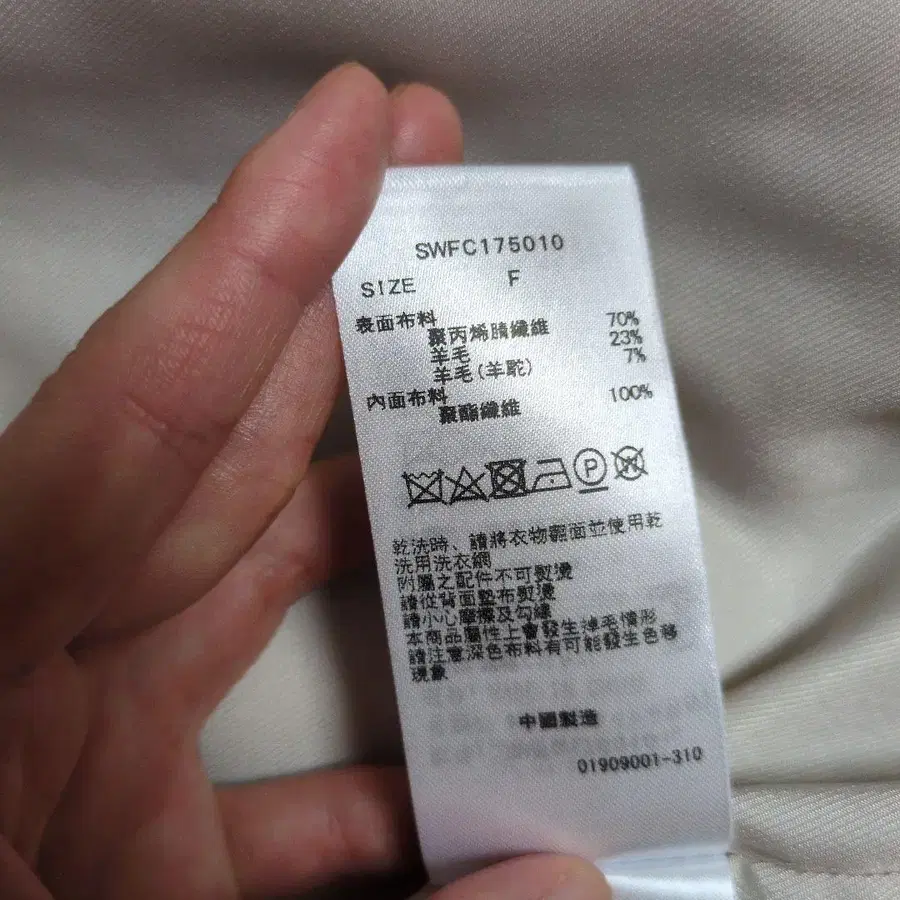 SWFC175010
SIZE F
表面布料
聚丙烯腈纖維 70%
羊毛 23%
羊毛(羊駝) 7%
內面布料
聚酯纖維 100%
P
W
乾洗時、請將衣物翻面並使用乾
洗用洗衣網
附屬之配件不可熨燙
請從背面墊布熨燙
請小心摩擦及勾線
本商品屬性上會發生掉毛情形
請注意深色布料有可能發生色移
現象
中國製造
01909001-310